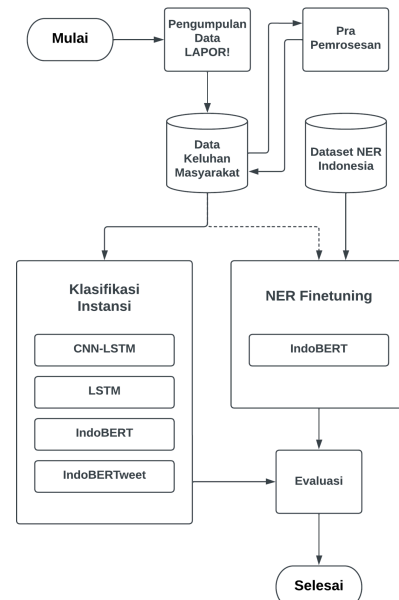 Mulai
Pengumpulan
Data
LAPOR!
Pra
Pemrosesan
Data
Keluhan
Masyarakat
Dataset NER
Indonesia
Klasifikasi
Instansi
CNN-LSTM
LSTM
IndoBERT
IndoBERTweet
NER Finetuning
IndoBERT
Evaluasi
Selesai